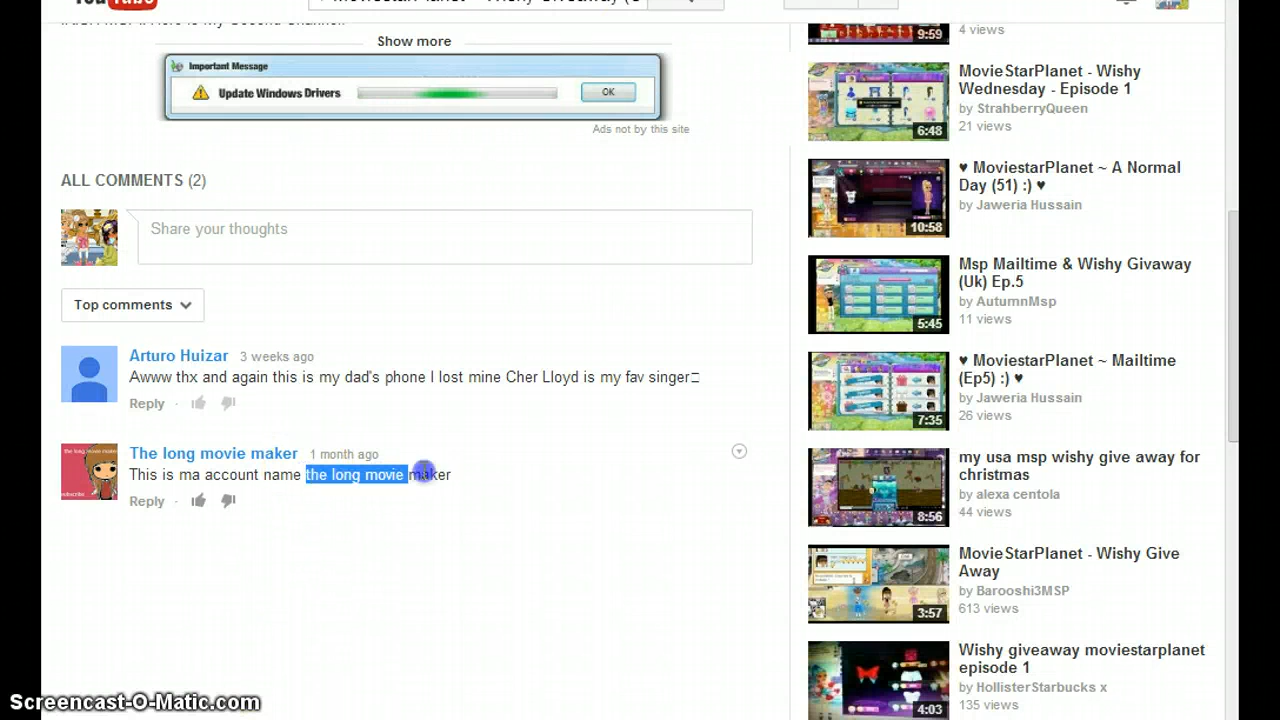 You Tube
Show more
Important Message
Update Windows Drivers
OK
Ads not by this site
ALL COMMENTS (2)
Share your thoughts
Top comments
Arturo Huizar 3 weeks ago
Awww thx and again this is my dad's phone I lost mine Cher Lloyd is my fav singer
Reply
The long movie maker 1 month ago
This is ma account name the long movie maker
Reply
9:59
4 views
MovieStarPlanet - Wishy
Wednesday - Episode 1
by StrahberryQueen
21 views
6:48
♥ MoviestarPlanet ~ A Normal
Day (51) :) ♥
by Jaweria Hussain
10:58
Msp Mailtime & Wishy Givaway
(Uk) Ep.5
by AutumnMsp
11 views
5:45
♥ MoviestarPlanet ~ Mailtime
(Ep5) :) ♥
by Jaweria Hussain
26 views
7:35
my usa msp wishy give away for
christmas
by alexa centola
44 views
8:56
MovieStarPlanet - Wishy Give
Away
by Barooshi3MSP
613 views
3:57
Wishy giveaway moviestarplanet
episode 1
by HollisterStarbucks x
135 views
4:03
Screencast-O-Matic.com